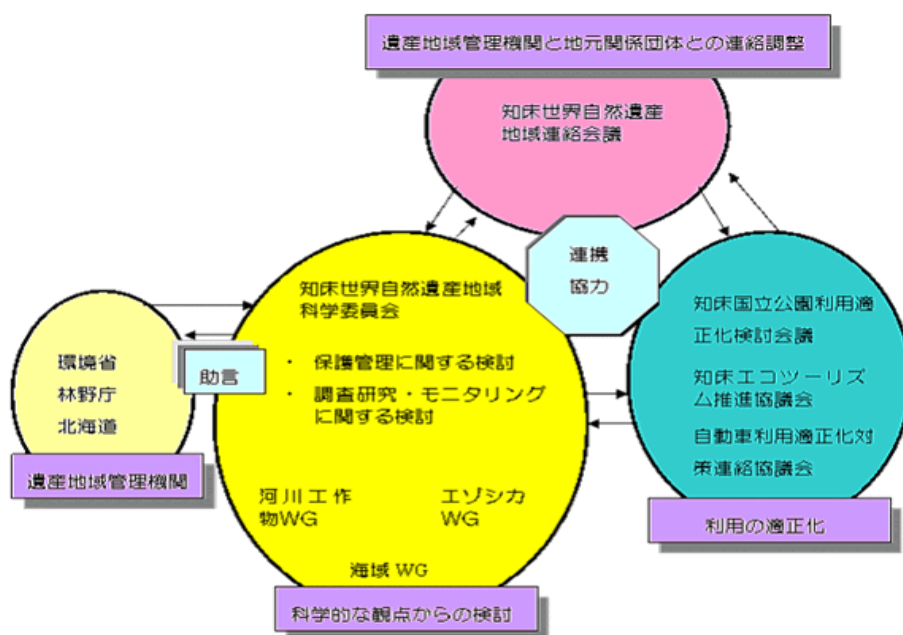 遺産地域管理機関と地元関係団体との連絡調整
知床世界自然遺産
地域連絡会議
連携
協力
知床世界自然遺産地域
科学委員会
・ 保護管理に関する検討
・ 調査研究・モニタリング
に関する検討
河川工作
物WG
エゾシカ
WG
海域 WG
科学的な観点からの検討
助言
環境省
林野庁
北海道
遺産地域管理機関
知床国立公園利用適
正化検討会議
知床エコツーリズ
ム推進協議会
自動車利用適正化対
策連絡協議会
利用の適正化